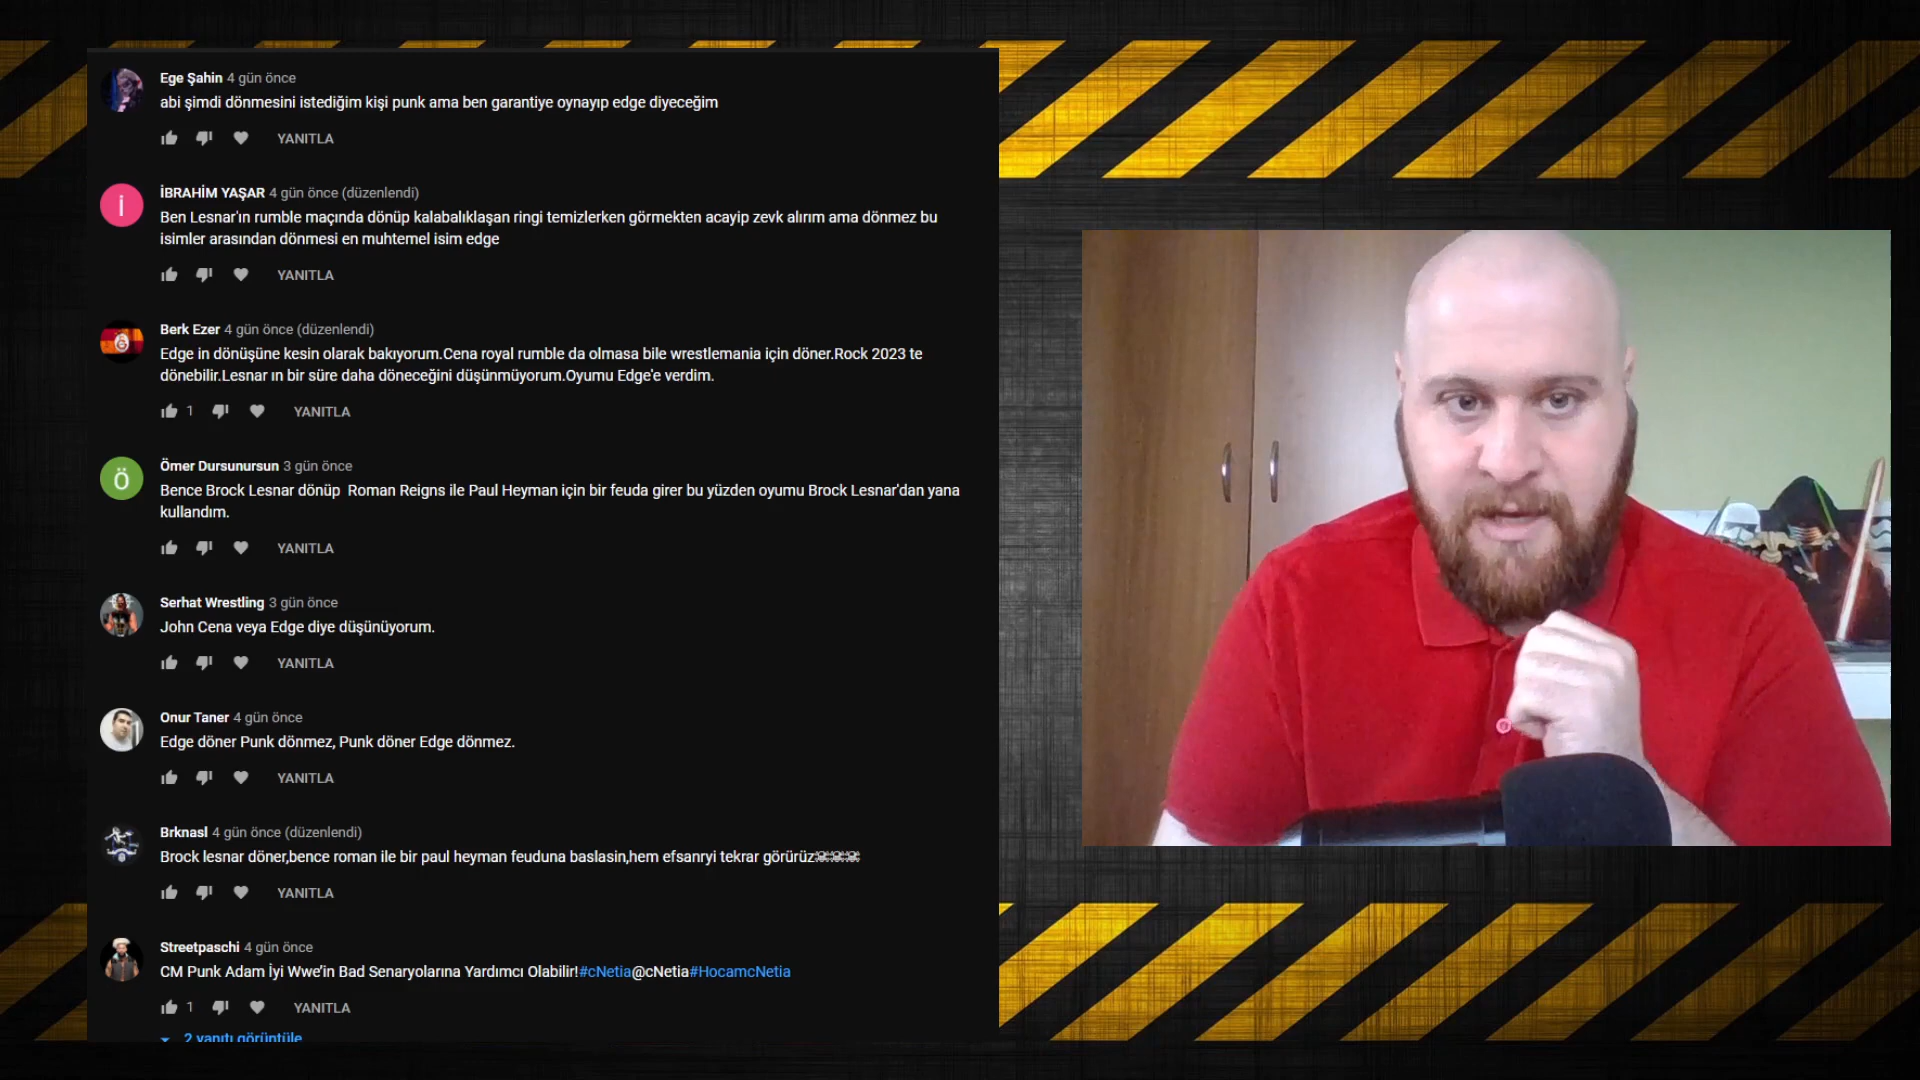 Ege Şahin 4 gün önce
abi şimdi dönmesini istediğim kişi punk ama ben garantiye oynayıp edge diyeceğim
YANITLA
İ
İBRAHİM YAŞAR 4 gün önce (düzenlendi)
Ben Lesnar'ın rumble maçında dönüp kalabalıklaşan ringi temizlerken görmekten acayip zevk alırım ama dönmez bu
isimler arasından dönmesi en muhtemel isim edge
YANITLA
Berk Ezer 4 gün önce (düzenlendi)
Edge in dönüşüne kesin olarak bakıyorum.Cena royal rumble da olmasa bile wrestlemania için döner.Rock 2023 te
dönebilir.Lesnar ın bir süre daha döneceğini düşünmüyorum.Oyumu Edge'e verdim.
1 YANITLA
Ö
Ömer Dursunursun 3 gün önce
Bence Brock Lesnar dönüp Roman Reigns ile Paul Heyman için bir feuda girer bu yüzden oyumu Brock Lesnar'dan yana
kullandım.
YANITLA
Serhat Wrestling 3 gün önce
John Cena veya Edge diye düşünüyorum.
YANITLA
Onur Taner 4 gün önce
Edge döner Punk dönmez, Punk döner Edge dönmez.
YANITLA
Brknasl 4 gün önce (düzenlendi)
Brock lesnar döner,bence roman ile bir paul heyman feuduna baslasin,hem efsanryi tekrar görürüz☠☠☠
YANITLA
Streetpaschi 4 gün önce
CM Punk Adam İyi Wwe'in Bad Senaryolarına Yardımcı Olabilir!#cNetia@cNetia#HocamcNetia
1 YANITLA
2 yanıtı görüntüle